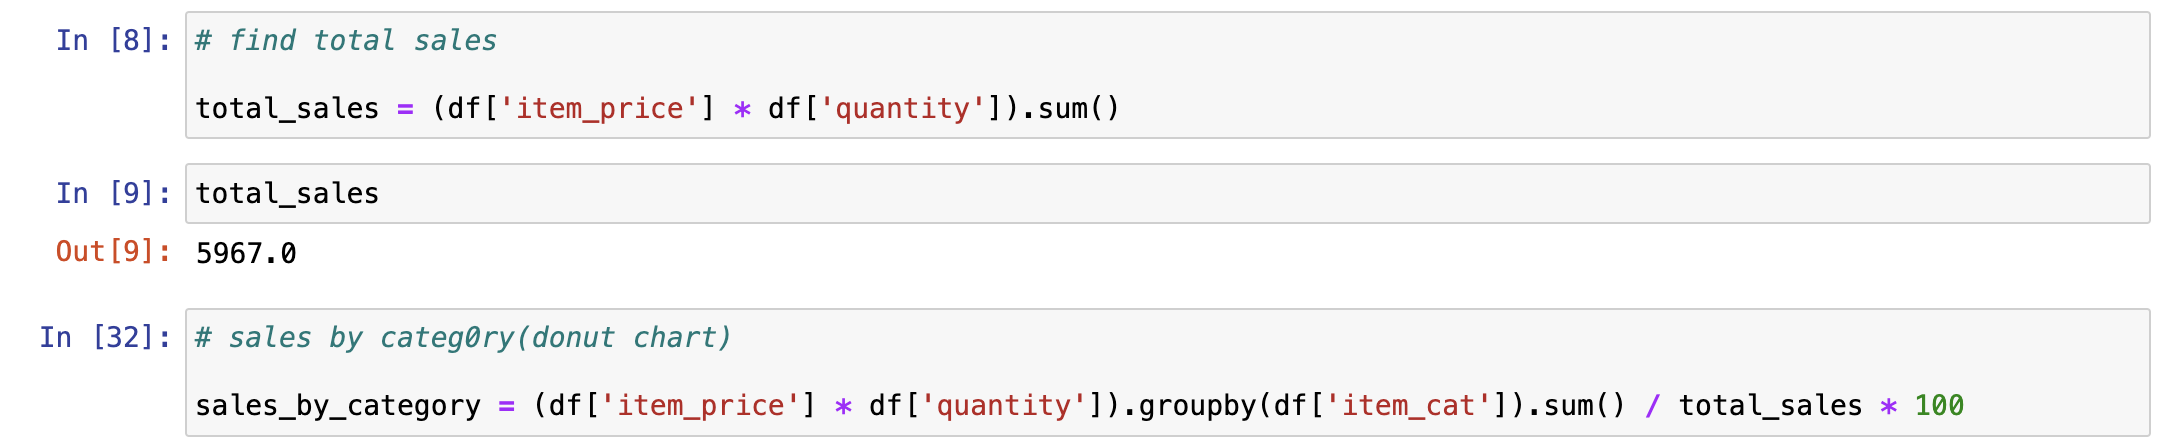 In [8]: # find total sales
total_sales = (df['item_price'] * df['quantity']).sum()
In [9]: total_sales
Out[9]: 5967.0
In [32]: # sales by categ0ry(donut chart)
sales_by_category = (df['item_price'] * df['quantity']).groupby(df['item_cat']).sum() / total_sales * 100